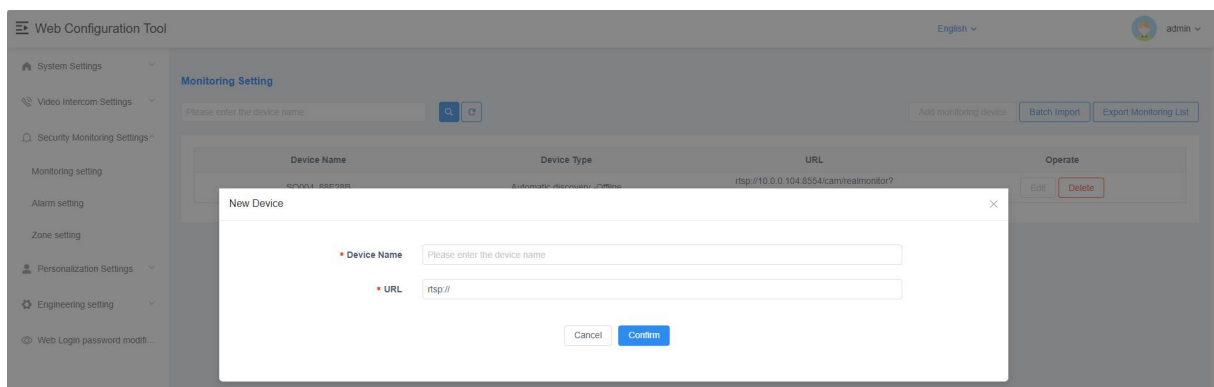 Web Configuration Tool
English
admin
System Settings
Video Intercom Settings
Security Monitoring Settings
Monitoring setting
Alarm setting
Zone setting
Personalization Settings
Engineering setting
Web Login password modifi...
Monitoring Setting
Please enter the device name
Add monitoring device
Batch Import
Export Monitoring List
Device Name Device Type URL Operate
Automatic discovery -Offline rtsp://10.0.0.104:8554/cam/realmonitor? Edit Delete
New Device
* Device Name Please enter the device name
* URL rtsp://
Cancel Confirm